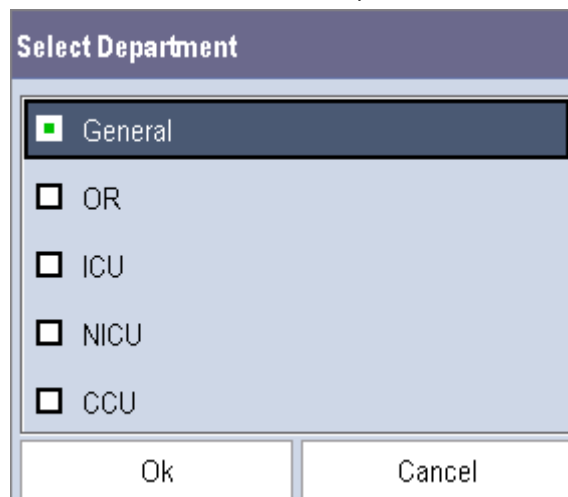 Select Department
General
OR
ICU
NICU
CCU
Ok Cancel